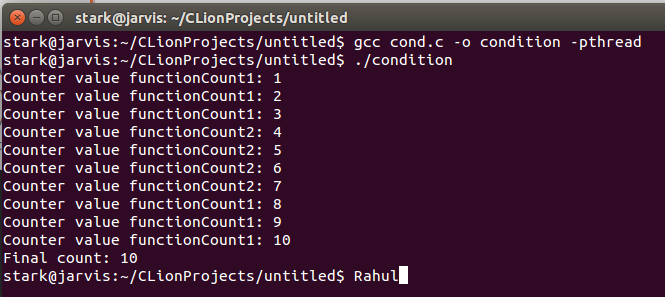 stark@jarvis: ~/CLionProjects/untitled
stark@jarvis:~/CLionProjects/untitled$ gcc cond.c -o condition -pthread
stark@jarvis:~/CLionProjects/untitled$ ./condition
Counter value functionCount1: 1
Counter value functionCount1: 2
Counter value functionCount1: 3
Counter value functionCount2: 4
Counter value functionCount2: 5
Counter value functionCount2: 6
Counter value functionCount2: 7
Counter value functionCount1: 8
Counter value functionCount1: 9
Counter value functionCount1: 10
Final count: 10
stark@jarvis:~/CLionProjects/untitled$ Rahul